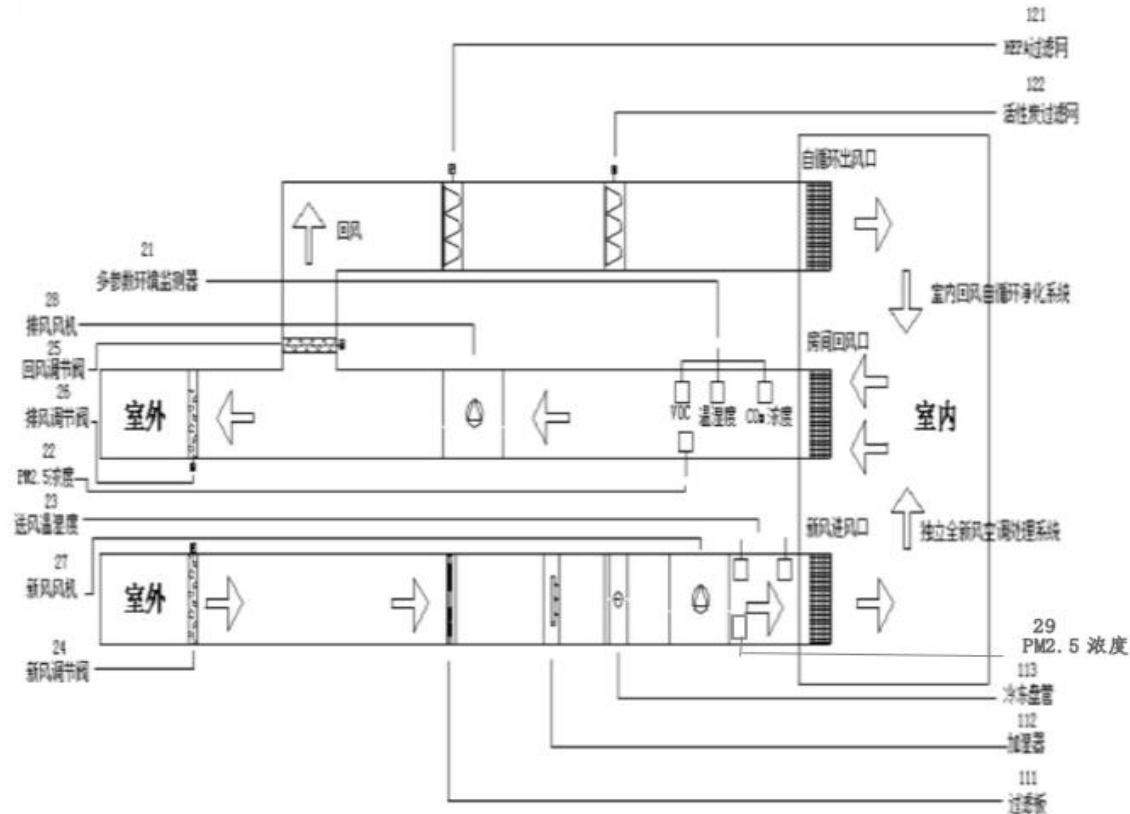 121
HEPA过滤网
122
活性炭过滤网
自循环出风口
回风
21
多参数环境监测器
室内回风自循环净化系统
28
排风风机
房间回风口
25
回风调节阀
26
排风调节阀
室外
VOC
温湿度
浓度
室内
22
PM2.5浓度
23
送风温湿度
新风进风口
独立全新风空调处理系统
27
新风风机
室外
29
PM2.5 浓度
24
新风调节阀
113
冷冻盘管
112
加湿器
111
过滤板